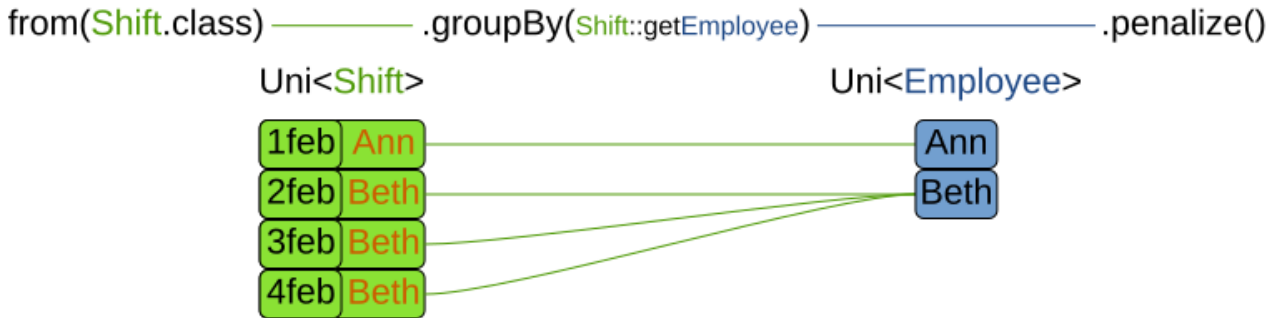 from(Shift.class) .groupBy(Shift::getEmployee) .penalize()
Uni<Shift> Uni<Employee>
1feb Ann Ann
2feb Beth Beth
3feb Beth
4feb Beth